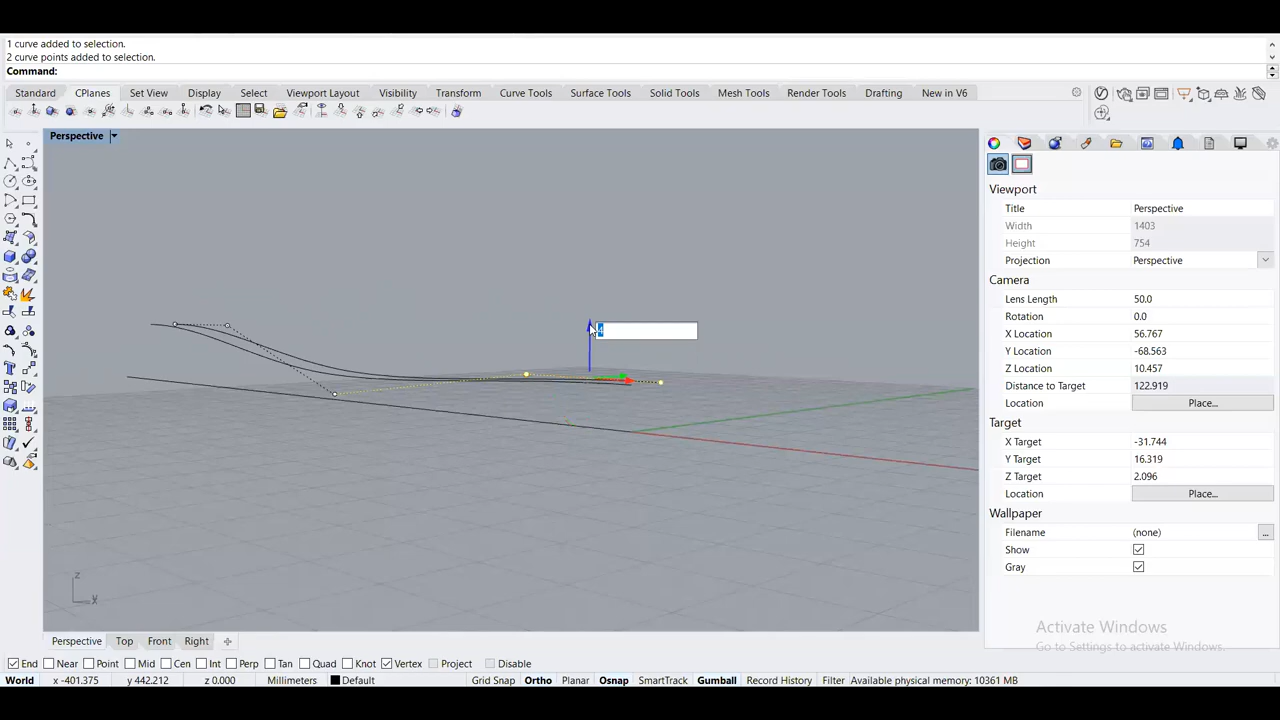 1 curve added to selection.
2 curve points added to selection.
Command:
Standard CPlanes Set View Display Select Viewport Layout Visibility Transform Curve Tools Surface Tools Solid Tools Mesh Tools Render Tools Drafting New in V6
Perspective
Viewport
Title Perspective
Width 1403
Height 754
Projection Perspective
Camera
Lens Length 50.0
Rotation 0.0
X Location 56.767
Y Location -68.563
Z Location 10.457
Distance to Target 122.919
Location Place...
Target
X Target -31.744
Y Target 16.319
Z Target 2.096
Location Place...
Wallpaper
Filename (none) ...
Show
Gray
z
y
Activate Windows
Go to Settings to activate Windows.
Perspective Top Front Right
End Near Point Mid Cen Int Perp Tan Quad Knot Vertex Project Disable
World x -401.375 y 442.212 z 0.000 Millimeters Default Grid Snap Ortho Planar Osnap SmartTrack Gumball Record History Filter Available physical memory: 10361 MB